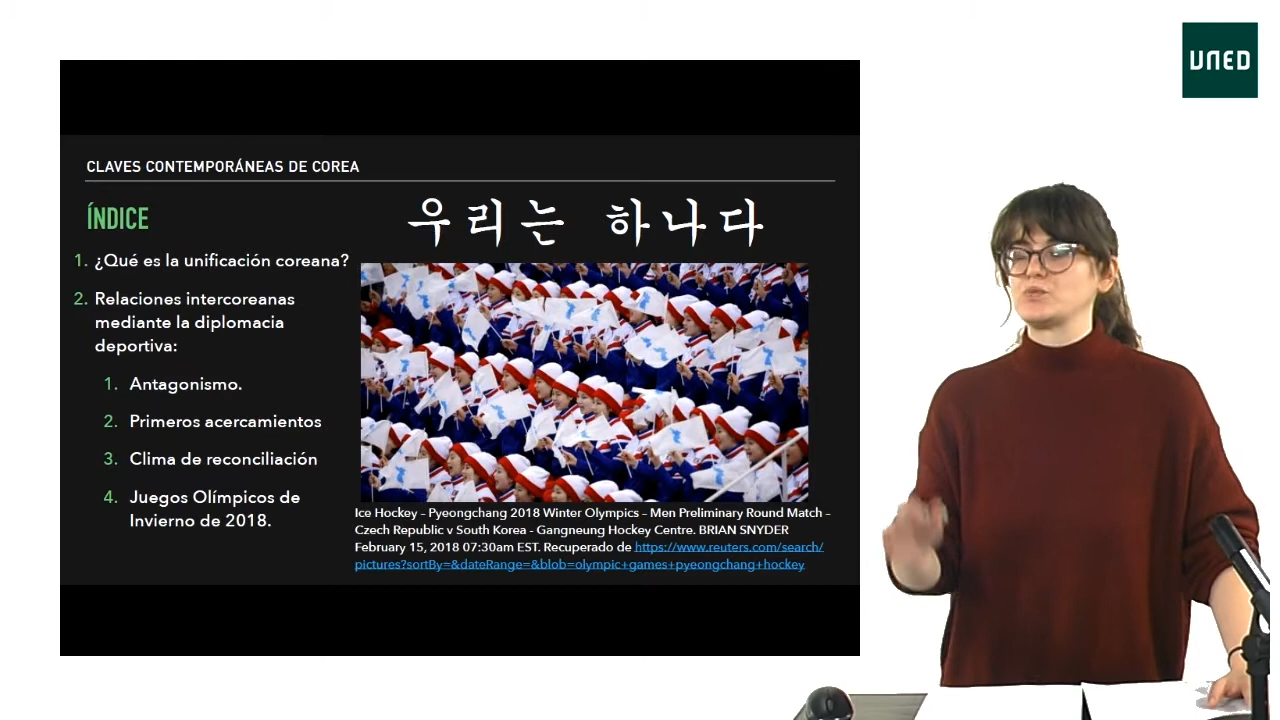 UNED
CLAVES CONTEMPORÁNEAS DE COREA
ÍNDICE
우리는 하나다
1. ¿Qué es la unificación coreana?
2. Relaciones intercoreanas
mediante la diplomacia
deportiva:
1. Antagonismo.
2. Primeros acercamientos
3. Clima de reconciliación
4. Juegos Olímpicos de
Invierno de 2018.
Ice Hockey – Pyeongchang 2018 Winter Olympics – Men Preliminary Round Match –
Czech Republic v South Korea - Gangneung Hockey Centre. BRIAN SNYDER
February 15, 2018 07:30am EST. Recuperado de https://www.reuters.com/search/
pictures?sortBy=&dateRange=&blob=olympic+games+pyeongchang+hockey